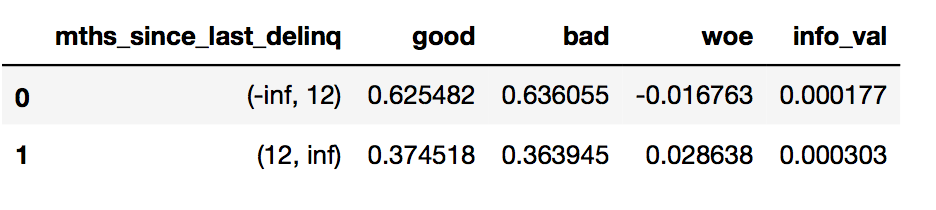 mths_since_last_delinq good bad woe info_val
0 (-inf, 12) 0.625482 0.636055 -0.016763 0.000177
1 (12, inf) 0.374518 0.363945 0.028638 0.000303